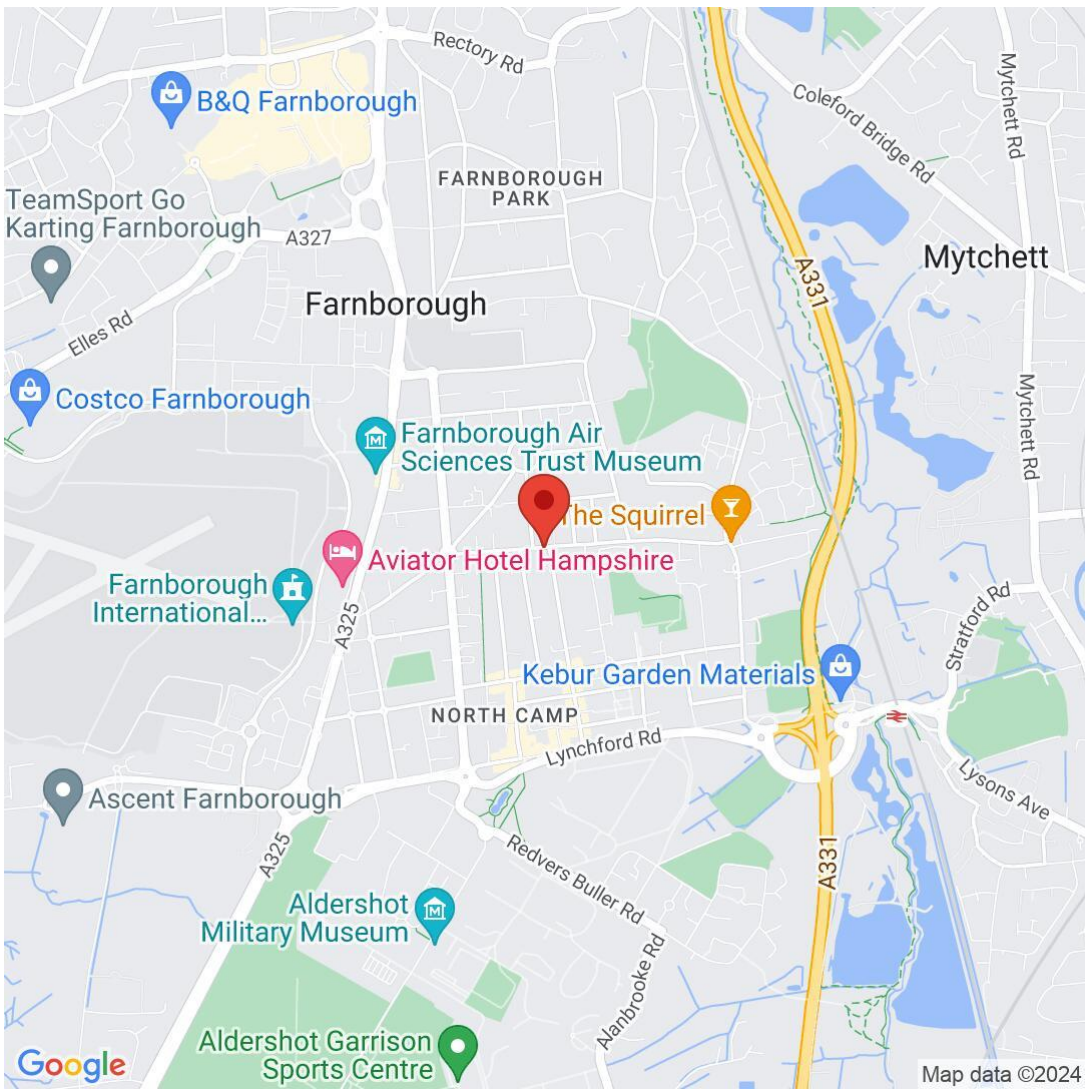 Rectory Rd
B&Q Farnborough
Coleford Bridge Rd
Mytchett Rd
FARNBOROUGH
PARK
TeamSport Go
Karting Farnborough
A327
A331
Mytchett
Farnborough
Elles Rd
Costco Farnborough
Mytchett Rd
Farnborough Air
Sciences Trust Museum
The Squirrel
Aviator Hotel Hampshire
Farnborough
International...
A325
Stratford Rd
Kebur Garden Materials
NORTH CAMP
Lynchford Rd
Lysons Ave
Ascent Farnborough
A325
Redvers Buller Rd
A331
Aldershot
Military Museum
Alanbrooke Rd
Aldershot Garrison
Sports Centre
Google
Map data ©2024